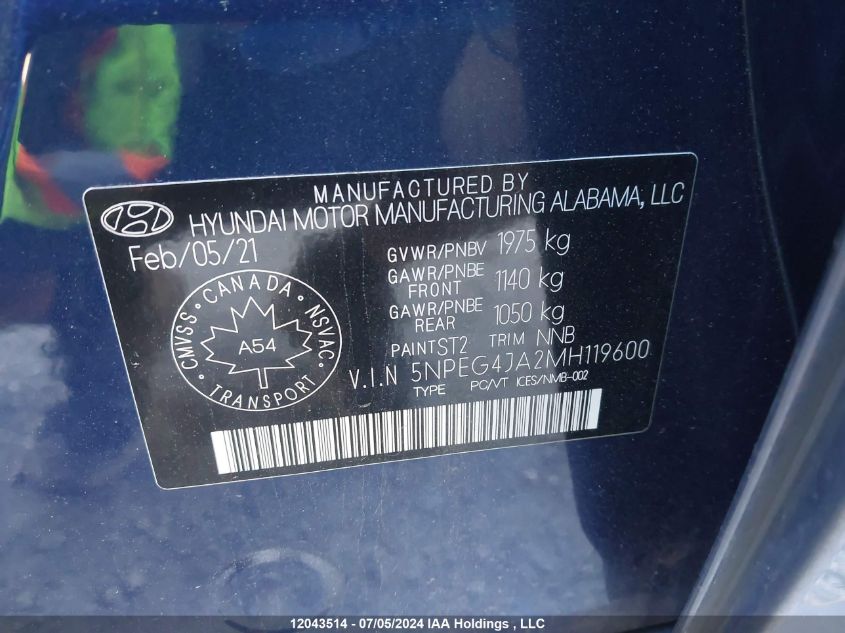 MANUFACTURED BY
HYUNDAI MOTOR MANUFACTURING ALABAMA, LLC
Feb/05/21
GVWR/PNBV 1975 kg
GAWR/PNBE FRONT 1140 kg
GAWR/PNBE REAR 1050 kg
PAINT ST2 TRIM NNB
V.I.N 5NPEG4JA2MH119600
TYPE PC/VT ICES/NMB-002
CANADA
CMVSS
NSVAC
A54
TRANSPORT
12043514 - 07/05/2024 IAA Holdings , LLC